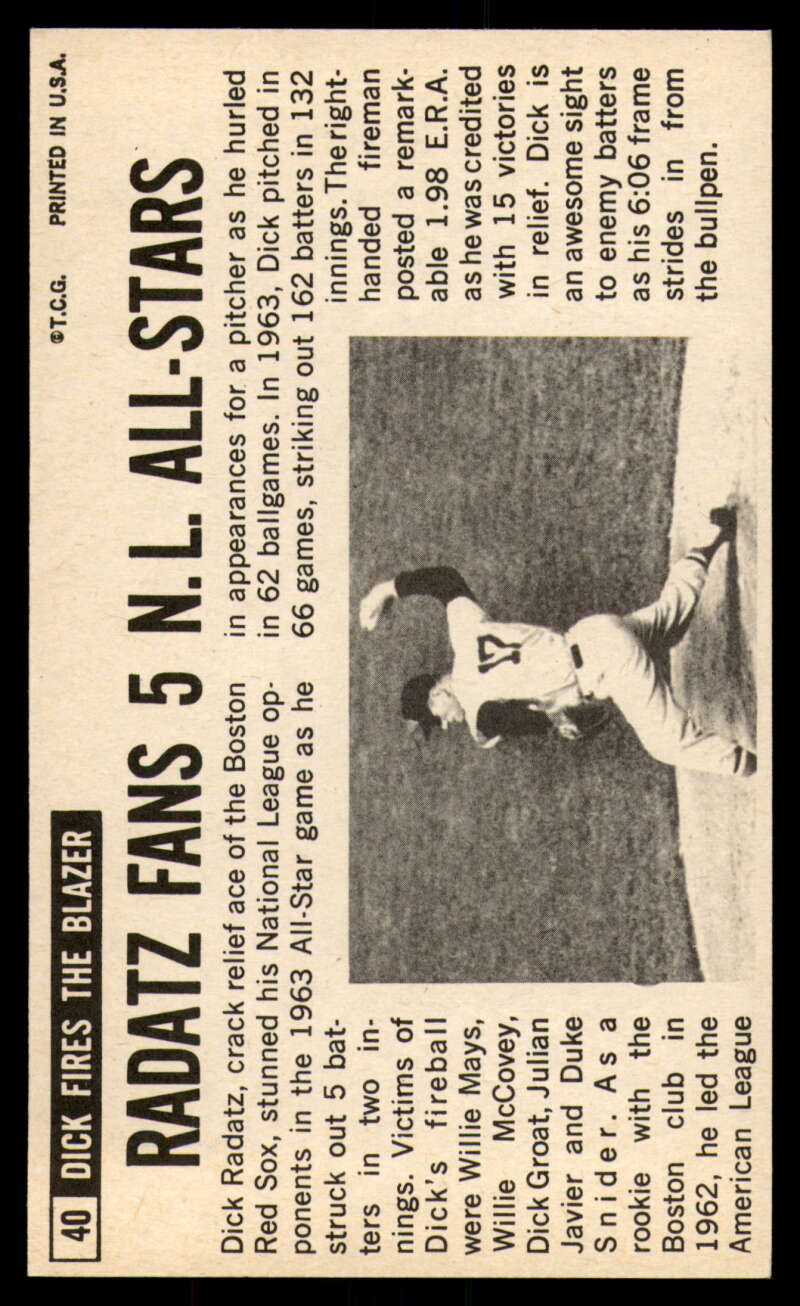 40 DICK FIRES THE BLAZER ©T.C.G. PRINTED IN U.S.A.
RADATZ FANS 5 N.L. ALL-STARS
Dick Radatz, crack relief ace of the Boston
Red Sox, stunned his National League op-
ponents in the 1963 All-Star game as he
struck out 5 bat-
ters in two in-
nings. Victims of
Dick's fireball
were Willie Mays,
Willie McCovey,
Dick Groat, Julian
Javier and Duke
Snider. As a
rookie with the
Boston club in
1962, he led the
American League
in appearances for a pitcher as he hurled
in 62 ballgames. In 1963, Dick pitched in
66 games, striking out 162 batters in 132
innings. The right-
handed fireman
posted a remark-
able 1.98 E.R.A.
as he was credited
with 15 victories
in relief. Dick is
an awesome sight
to enemy batters
as his 6:06 frame
strides in from
the bullpen.
17